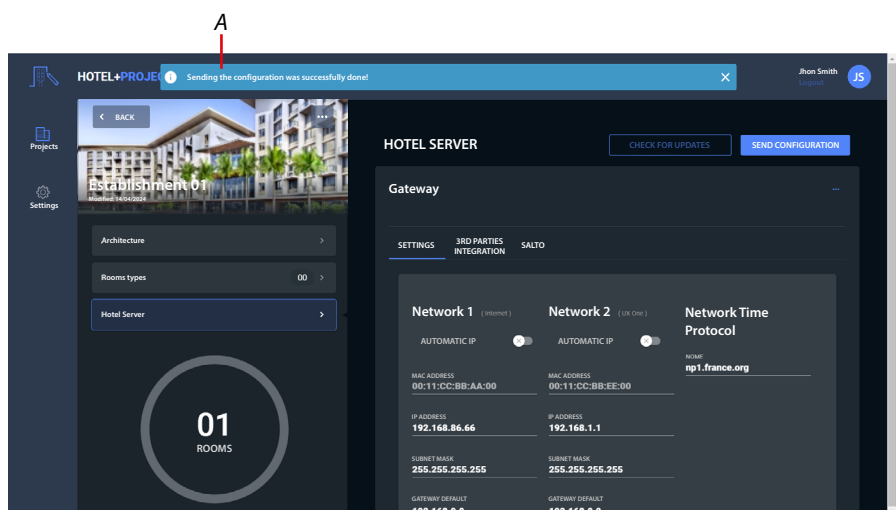 A
HOTEL+PROJE
Sending the configuration was successfully done!
Jhon Smith
Logout
JS
BACK
Projects
Settings
Establishment 01
Modified: 14/04/2024
Architecture
Rooms types 00
Hotel Server
01
ROOMS
HOTEL SERVER
CHECK FOR UPDATES
SEND CONFIGURATION
Gateway
SETTINGS
3RD PARTIES
INTEGRATION
SALTO
Network 1 ( Internet )
AUTOMATIC IP
MAC ADDRESS
00:11:CC:BB:AA:00
IP ADDRESS
192.168.86.66
SUBNET MASK
255.255.255.255
GATEWAY DEFAULT
Network 2 ( UX One )
AUTOMATIC IP
MAC ADDRESS
00:11:CC:BB:EE:00
IP ADDRESS
192.168.1.1
SUBNET MASK
255.255.255.255
GATEWAY DEFAULT
Network Time
Protocol
NOME
np1.france.org